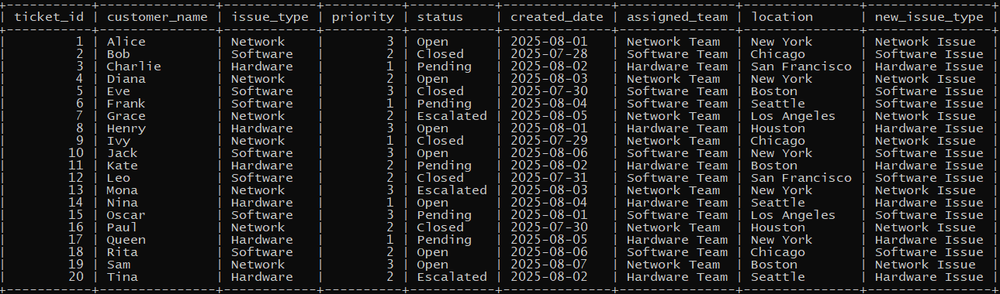 +-----------+---------------+------------+----------+-----------+--------------+---------------+---------------+----------------+
| ticket_id | customer_name | issue_type | priority | status    | created_date | assigned_team | location      | new_issue_type |
+-----------+---------------+------------+----------+-----------+--------------+---------------+---------------+----------------+
|         1 | Alice         | Network    |        3 | Open      | 2025-08-01   | Network Team  | New York      | Network Issue  |
|         2 | Bob           | Software   |        2 | Closed    | 2025-07-28   | Software Team | Chicago       | Software Issue |
|         3 | Charlie       | Hardware   |        1 | Pending   | 2025-08-02   | Hardware Team | San Francisco | Hardware Issue |
|         4 | Diana         | Network    |        2 | Open      | 2025-08-03   | Network Team  | New York      | Network Issue  |
|         5 | Eve           | Software   |        3 | Closed    | 2025-07-30   | Software Team | Boston        | Software Issue |
|         6 | Frank         | Software   |        1 | Pending   | 2025-08-04   | Software Team | Seattle       | Software Issue |
|         7 | Grace         | Network    |        2 | Escalated | 2025-08-05   | Network Team  | Los Angeles   | Network Issue  |
|         8 | Henry         | Hardware   |        3 | Open      | 2025-08-01   | Hardware Team | Houston       | Hardware Issue |
|         9 | Ivy           | Network    |        1 | Closed    | 2025-07-29   | Network Team  | Chicago       | Network Issue  |
|        10 | Jack          | Software   |        3 | Open      | 2025-08-06   | Software Team | New York      | Software Issue |
|        11 | Kate          | Hardware   |        2 | Pending   | 2025-08-02   | Hardware Team | Boston        | Hardware Issue |
|        12 | Leo           | Software   |        2 | Closed    | 2025-07-31   | Software Team | San Francisco | Software Issue |
|        13 | Mona          | Network    |        3 | Escalated | 2025-08-03   | Network Team  | New York      | Network Issue  |
|        14 | Nina          | Hardware   |        1 | Open      | 2025-08-04   | Hardware Team | Seattle       | Hardware Issue |
|        15 | Oscar         | Software   |        3 | Pending   | 2025-08-01   | Software Team | Los Angeles   | Software Issue |
|        16 | Paul          | Network    |        2 | Closed    | 2025-07-30   | Network Team  | Houston       | Network Issue  |
|        17 | Queen         | Hardware   |        1 | Pending   | 2025-08-05   | Hardware Team | New York      | Hardware Issue |
|        18 | Rita          | Software   |        2 | Open      | 2025-08-06   | Software Team | Chicago       | Software Issue |
|        19 | Sam           | Network    |        3 | Open      | 2025-08-07   | Network Team  | Boston        | Network Issue  |
|        20 | Tina          | Hardware   |        2 | Escalated | 2025-08-02   | Hardware Team | Seattle       | Hardware Issue |
+-----------+---------------+------------+----------+-----------+--------------+---------------+---------------+----------------+